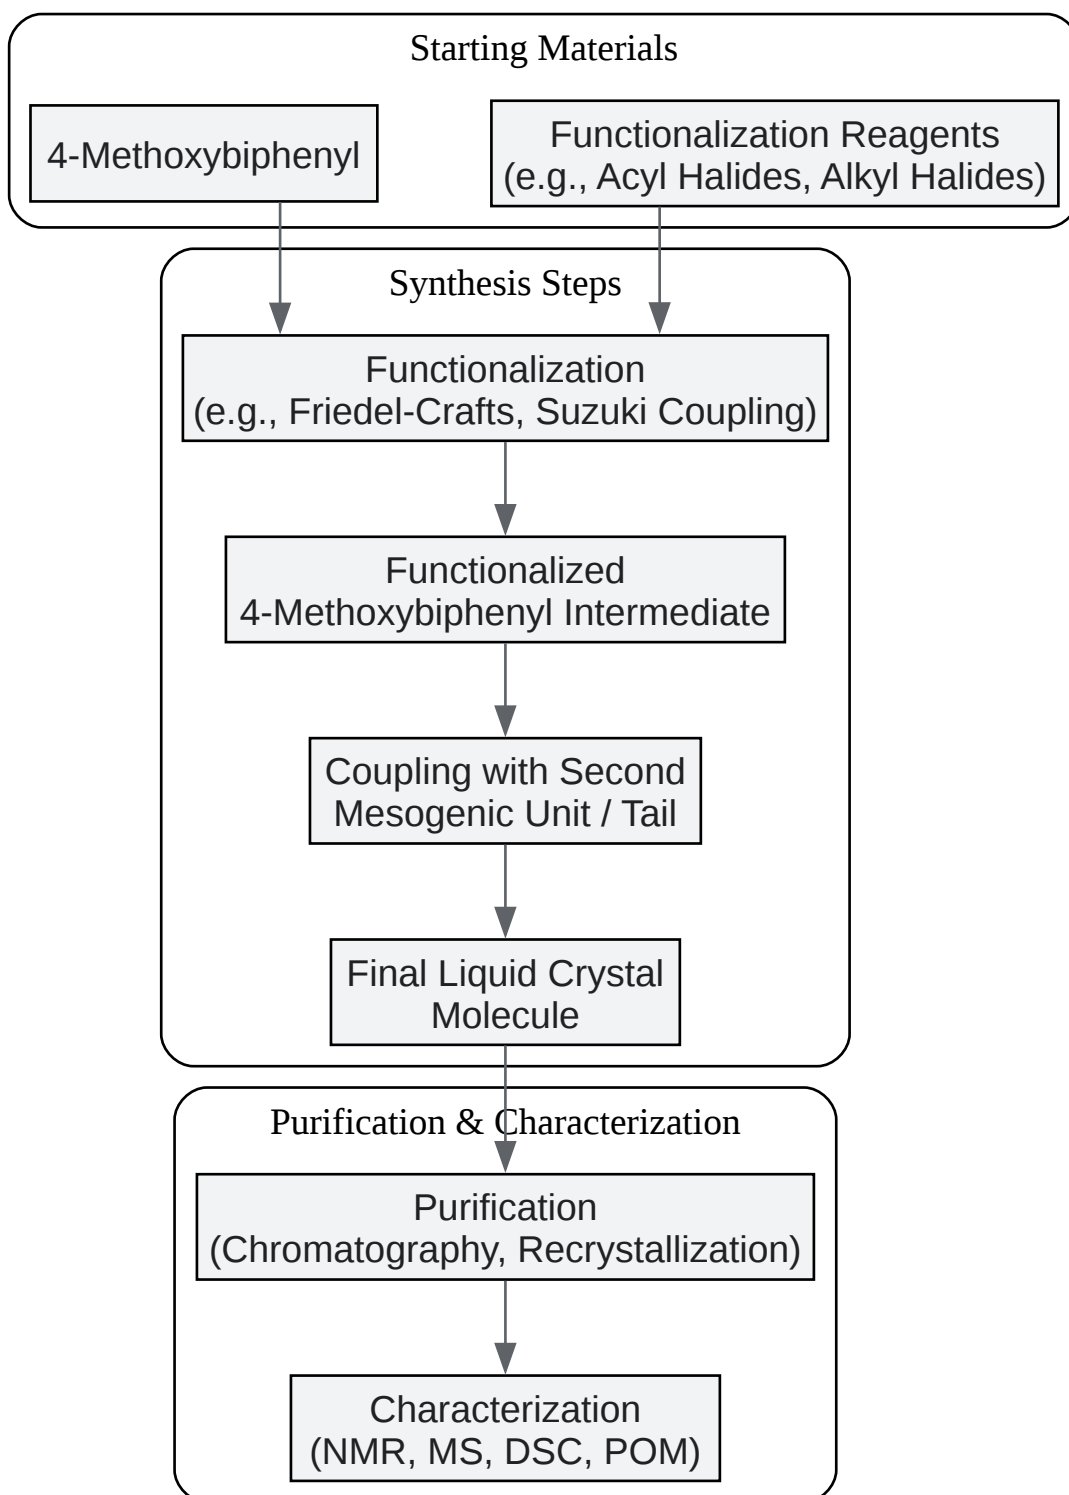 Starting Materials
4-Methoxybiphenyl
Functionalization Reagents
(e.g., Acyl Halides, Alkyl Halides)
Synthesis Steps
Functionalization
(e.g., Friedel-Crafts, Suzuki Coupling)
Functionalized
4-Methoxybiphenyl Intermediate
Coupling with Second
Mesogenic Unit / Tail
Final Liquid Crystal
Molecule
Purification & Characterization
Purification
(Chromatography, Recrystallization)
Characterization
(NMR, MS, DSC, POM)